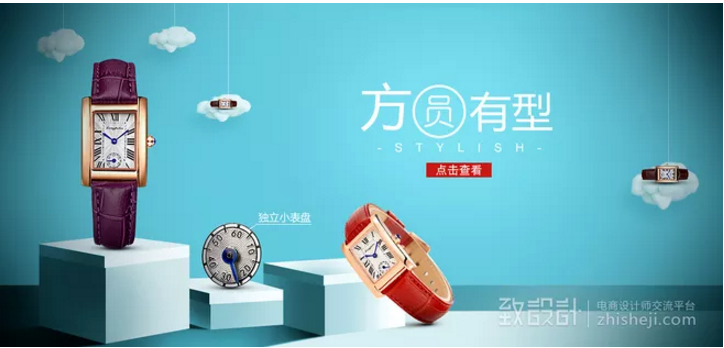 方圆有型
-STYLISH-
点击查看
独立小表盘
致设计 电商设计师交流平台
zhisheji.com